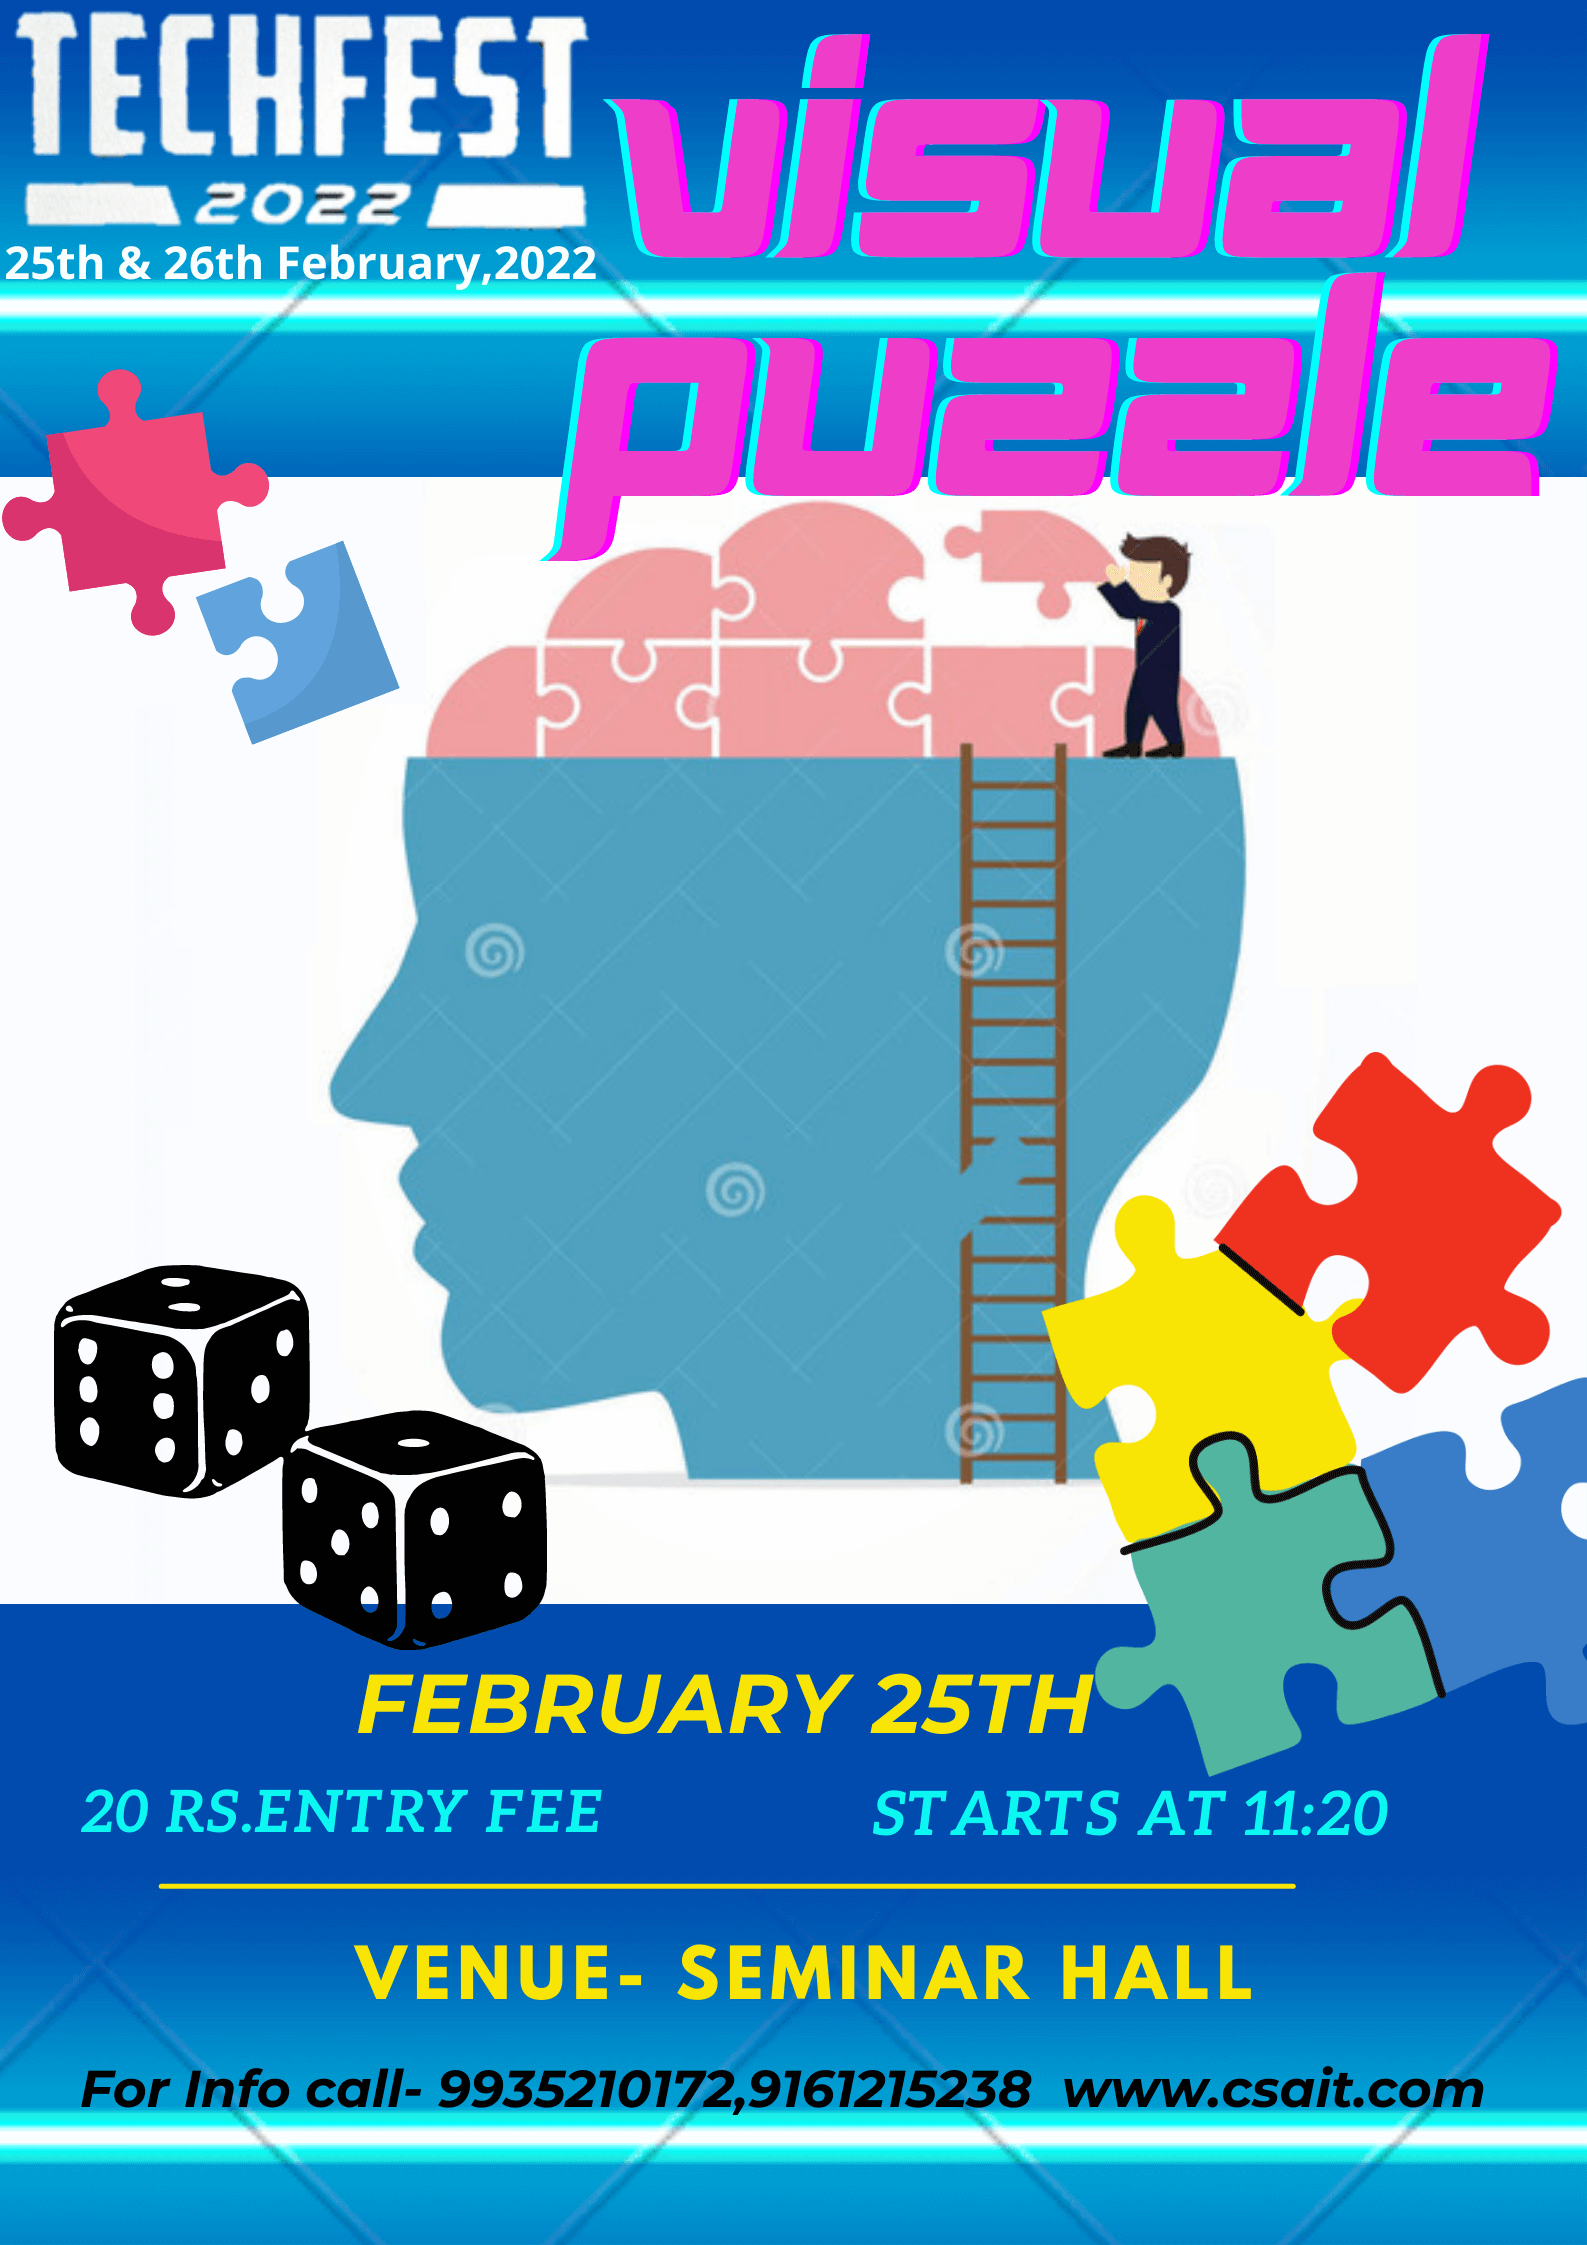 TECHFEST
2022
25th & 26th February,2022
visual
puzzle
FEBRUARY 25TH
20 RS.ENTRY FEE
STARTS AT 11:20
VENUE- SEMINAR HALL
For Info call- 9935210172,9161215238 www.csait.com